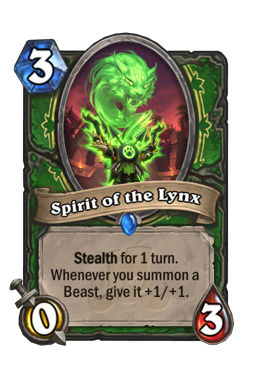 3
Spirit of the Lynx
Stealth for 1 turn.
Whenever you summon a
Beast, give it +1/+1.
0
3